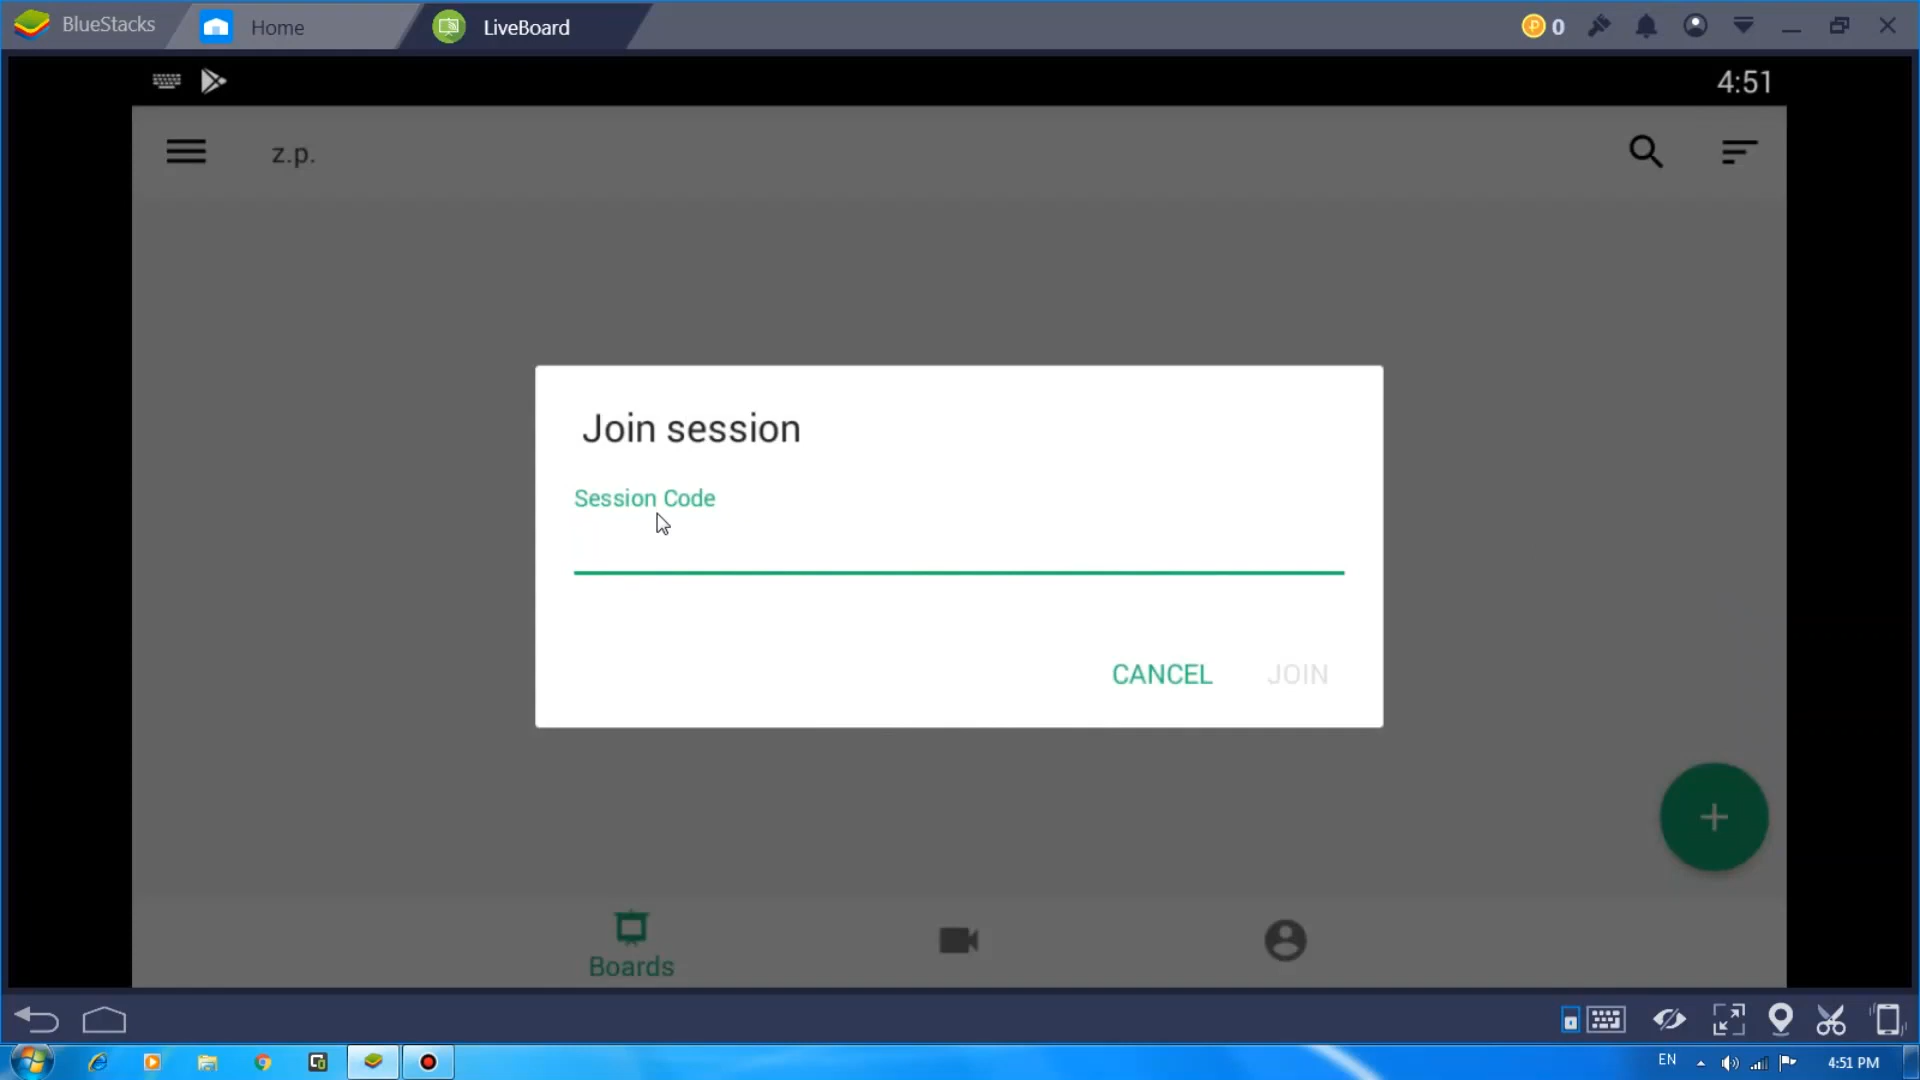 BlueStacks
Home
LiveBoard
0
4:51
z.p.
Join session
Session Code
CANCEL
JOIN
Boards
EN
4:51 PM